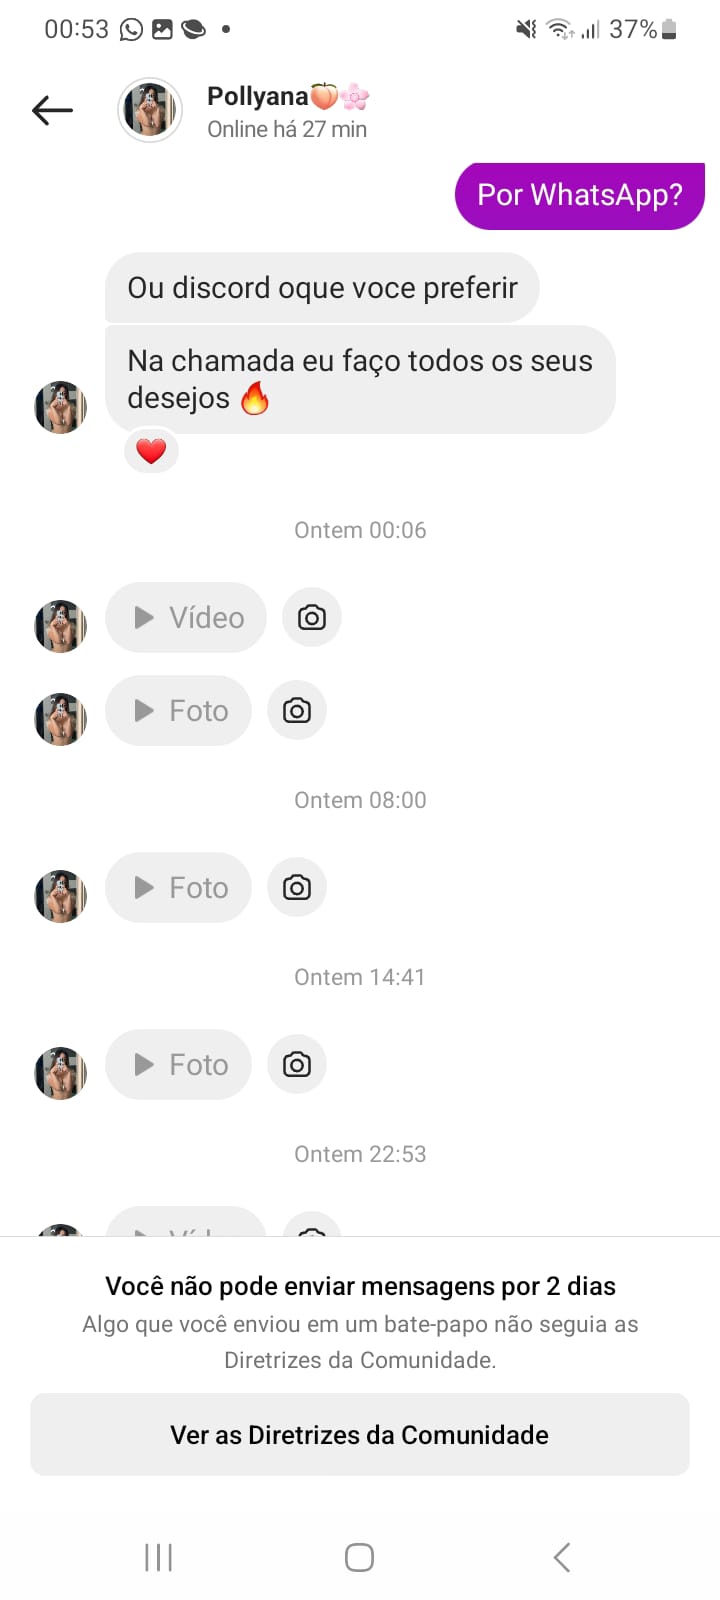 00:53
37%
Pollyana🍑🌸
Online há 27 min
Por WhatsApp?
Ou discord oque voce preferir
Na chamada eu faço todos os seus
desejos 🔥
❤️
Ontem 00:06
Vídeo
Foto
Ontem 08:00
Foto
Ontem 14:41
Foto
Ontem 22:53
Você não pode enviar mensagens por 2 dias
Algo que você enviou em um bate-papo não seguia as
Diretrizes da Comunidade.
Ver as Diretrizes da Comunidade